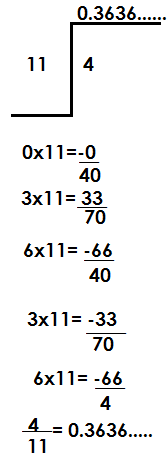 0.3636......
11 4
0x11=-0
40
3x11= 33
70
6x11= -66
40
3x11= -33
70
6x11= -66
4
4
11 = 0.3636.....